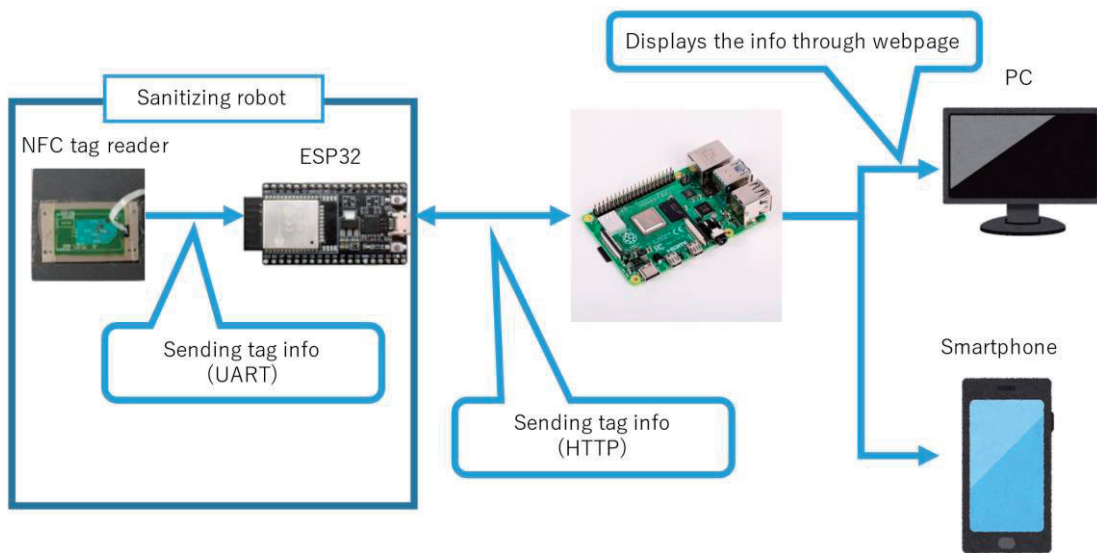 Displays the info through webpage
PC
Sanitizing robot
NFC tag reader
ESP32
Sending tag info
(UART)
Sending tag info
(HTTP)
Smartphone